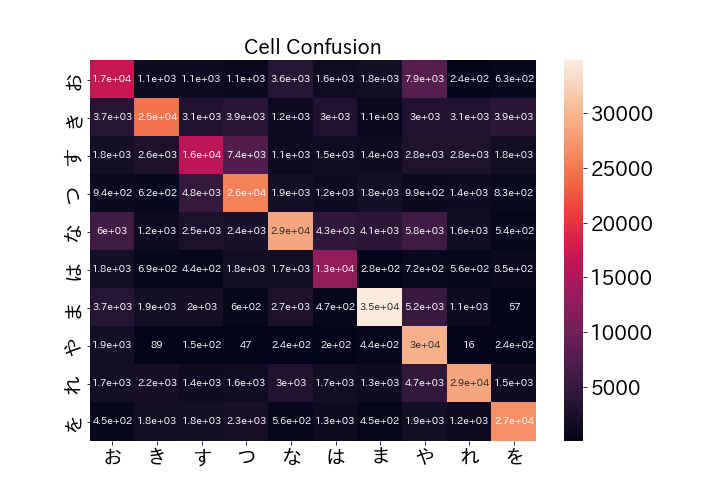 Cell Confusion
お 1.7e+04 1.1e+03 1.1e+03 1.1e+03 3.6e+03 1.6e+03 1.8e+03 7.9e+03 2.4e+02 6.3e+02
き 3.7e+03 2.5e+04 3.1e+03 3.9e+03 1.2e+03 3e+03 1.1e+03 3e+03 3.1e+03 3.9e+03
す 1.8e+03 2.6e+03 1.6e+04 7.4e+03 1.1e+03 1.5e+03 1.4e+03 2.8e+03 2.8e+03 1.8e+03
つ 9.4e+02 6.2e+02 4.8e+03 2.6e+04 1.9e+03 1.2e+03 1.8e+03 9.9e+02 1.4e+03 8.3e+02
な 6e+03 1.2e+03 2.5e+03 2.4e+03 2.9e+04 4.3e+03 4.1e+03 5.8e+03 1.6e+03 5.4e+02
は 1.8e+03 6.9e+02 4.4e+02 1.8e+03 1.7e+03 1.3e+04 2.8e+02 7.2e+02 5.6e+02 8.5e+02
ま 3.7e+03 1.9e+03 2e+03 6e+02 2.7e+03 4.7e+02 3.5e+04 5.2e+03 1.1e+03 57
や 1.9e+03 89 1.5e+02 47 2.4e+02 2e+02 4.4e+02 3e+04 16 2.4e+02
れ 1.7e+03 2.2e+03 1.4e+03 1.6e+03 3e+03 1.7e+03 1.3e+03 4.7e+03 2.9e+04 1.5e+03
を 4.5e+02 1.8e+03 1.8e+03 2.3e+03 5.6e+02 1.3e+03 4.5e+02 1.9e+03 1.2e+03 2.7e+04
お き す つ な は ま や れ を
30000
25000
20000
15000
10000
5000